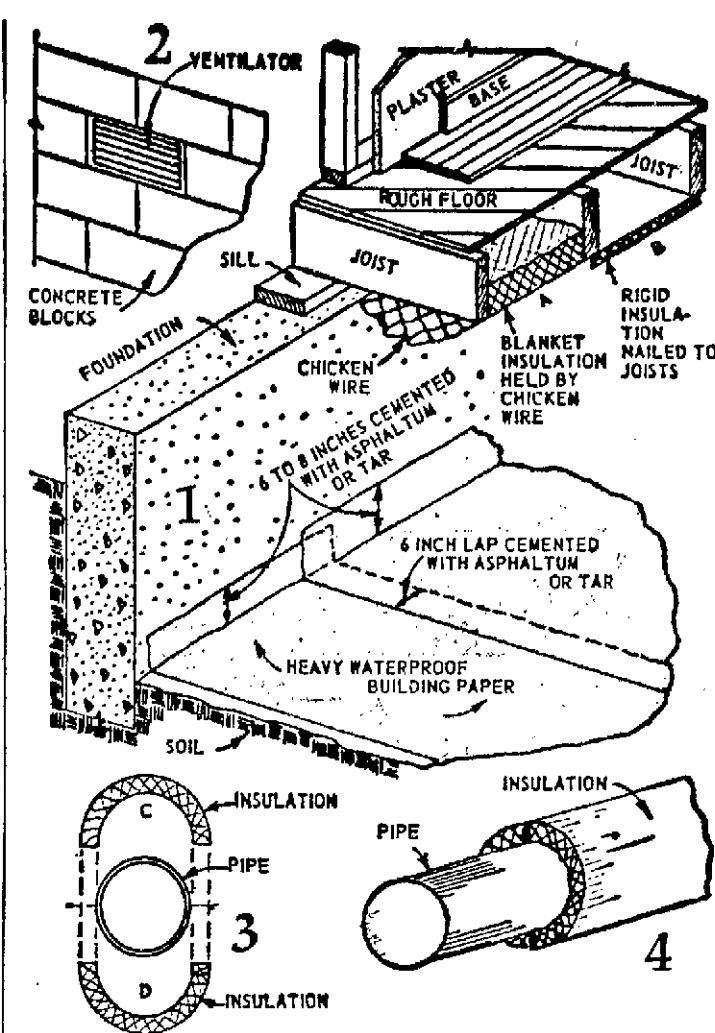 2
VENTILATOR
CONCRETE
BLOCKS
PLASTER
BASE
JOIST
ROUGH FLOOR
SILL
JOIST
A
B
FOUNDATION
CHICKEN
WIRE
BLANKET
INSULATION
HELD BY
CHICKEN
WIRE
RIGID
INSULA-
TION
NAILED TO
JOISTS
1
6 TO 8 INCHES CEMENTED
WITH ASPHALTUM
OR TAR
6 INCH LAP CEMENTED
WITH ASPHALTUM
OR TAR
HEAVY WATERPROOF
BUILDING PAPER
SOIL
C
INSULATION
PIPE
3
D
INSULATION
INSULATION
PIPE
4